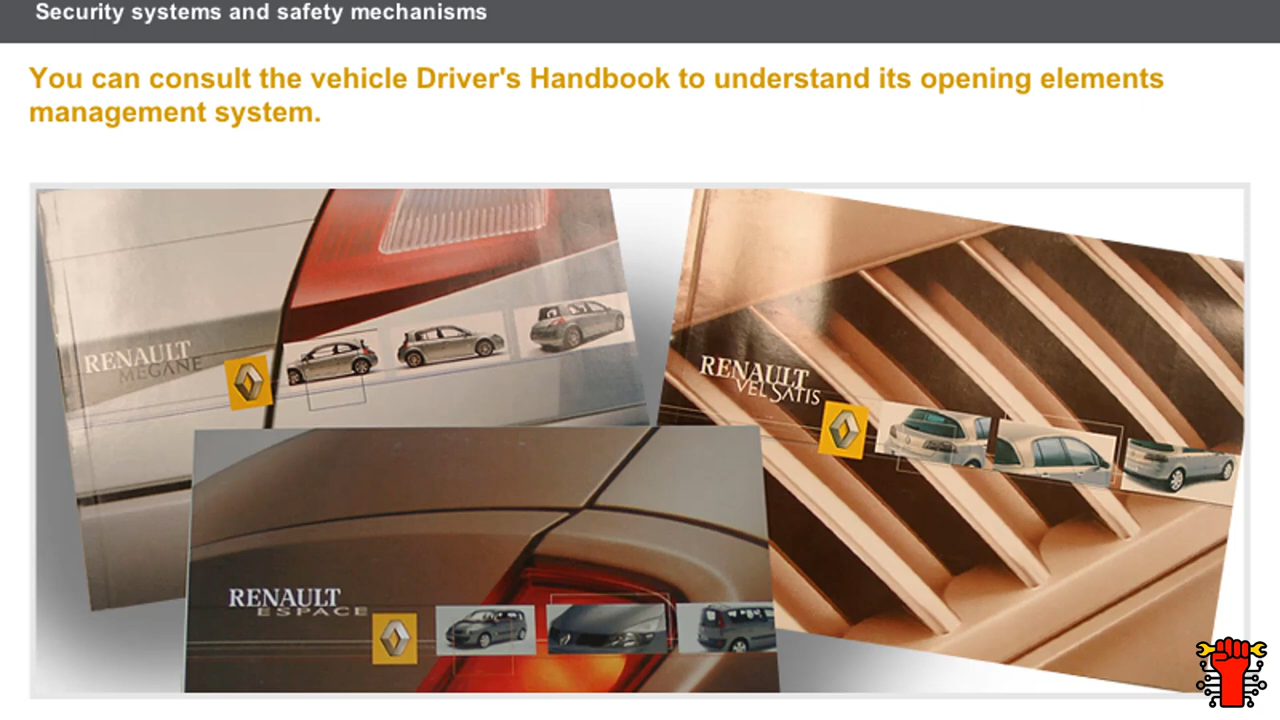 Security systems and safety mechanisms
You can consult the vehicle Driver's Handbook to understand its opening elements
management system.
RENAULT
MEGANE
RENAULT
VEL SATIS
RENAULT
ESPACE